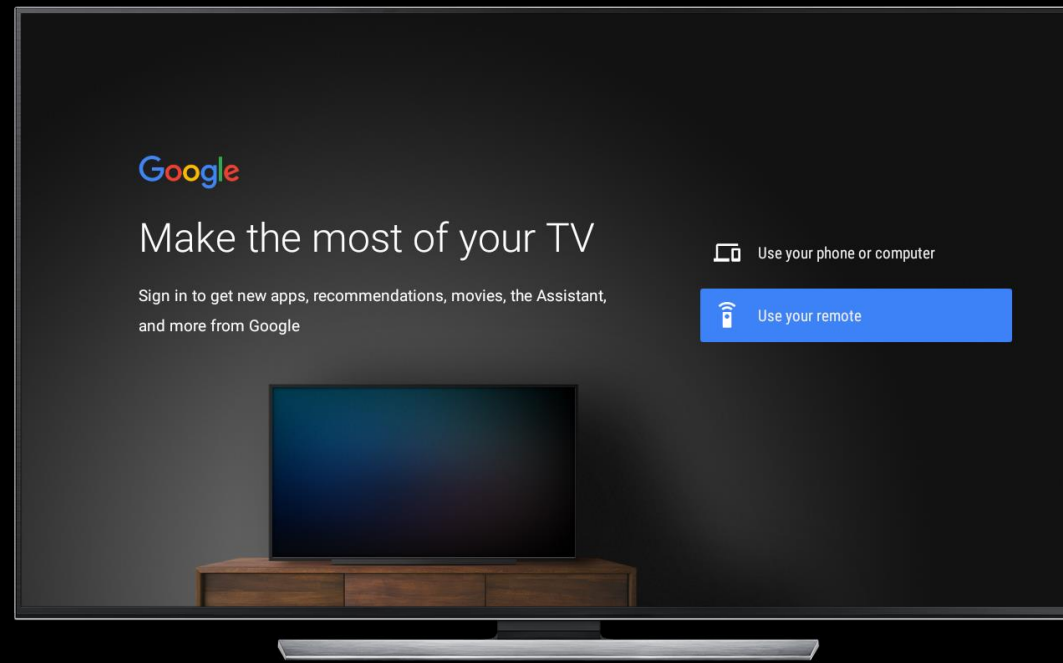 Google
Make the most of your TV
Sign in to get new apps, recommendations, movies, the Assistant,
and more from Google
Use your phone or computer
Use your remote